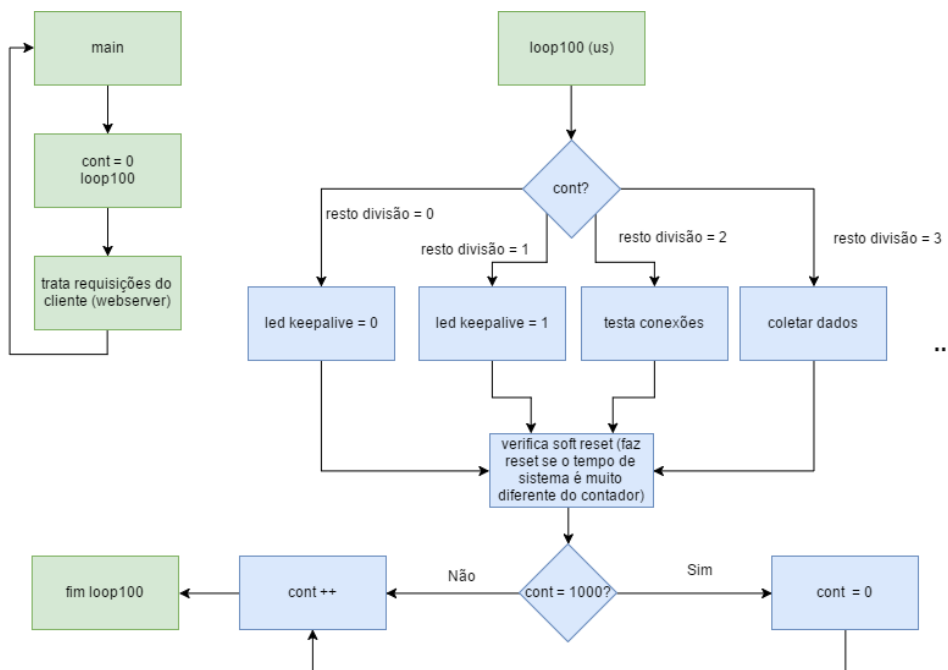 main
loop100 (us)
cont = 0
loop100
cont?
resto divisão = 0
resto divisão = 1
resto divisão = 2
resto divisão = 3
trata requisições do
cliente (webserver)
led keepalive = 0
led keepalive = 1
testa conexões
coletar dados
..
verifica soft reset (faz
reset se o tempo de
sistema é muito
diferente do contador)
fim loop100
cont ++
Não
cont = 1000?
Sim
cont = 0